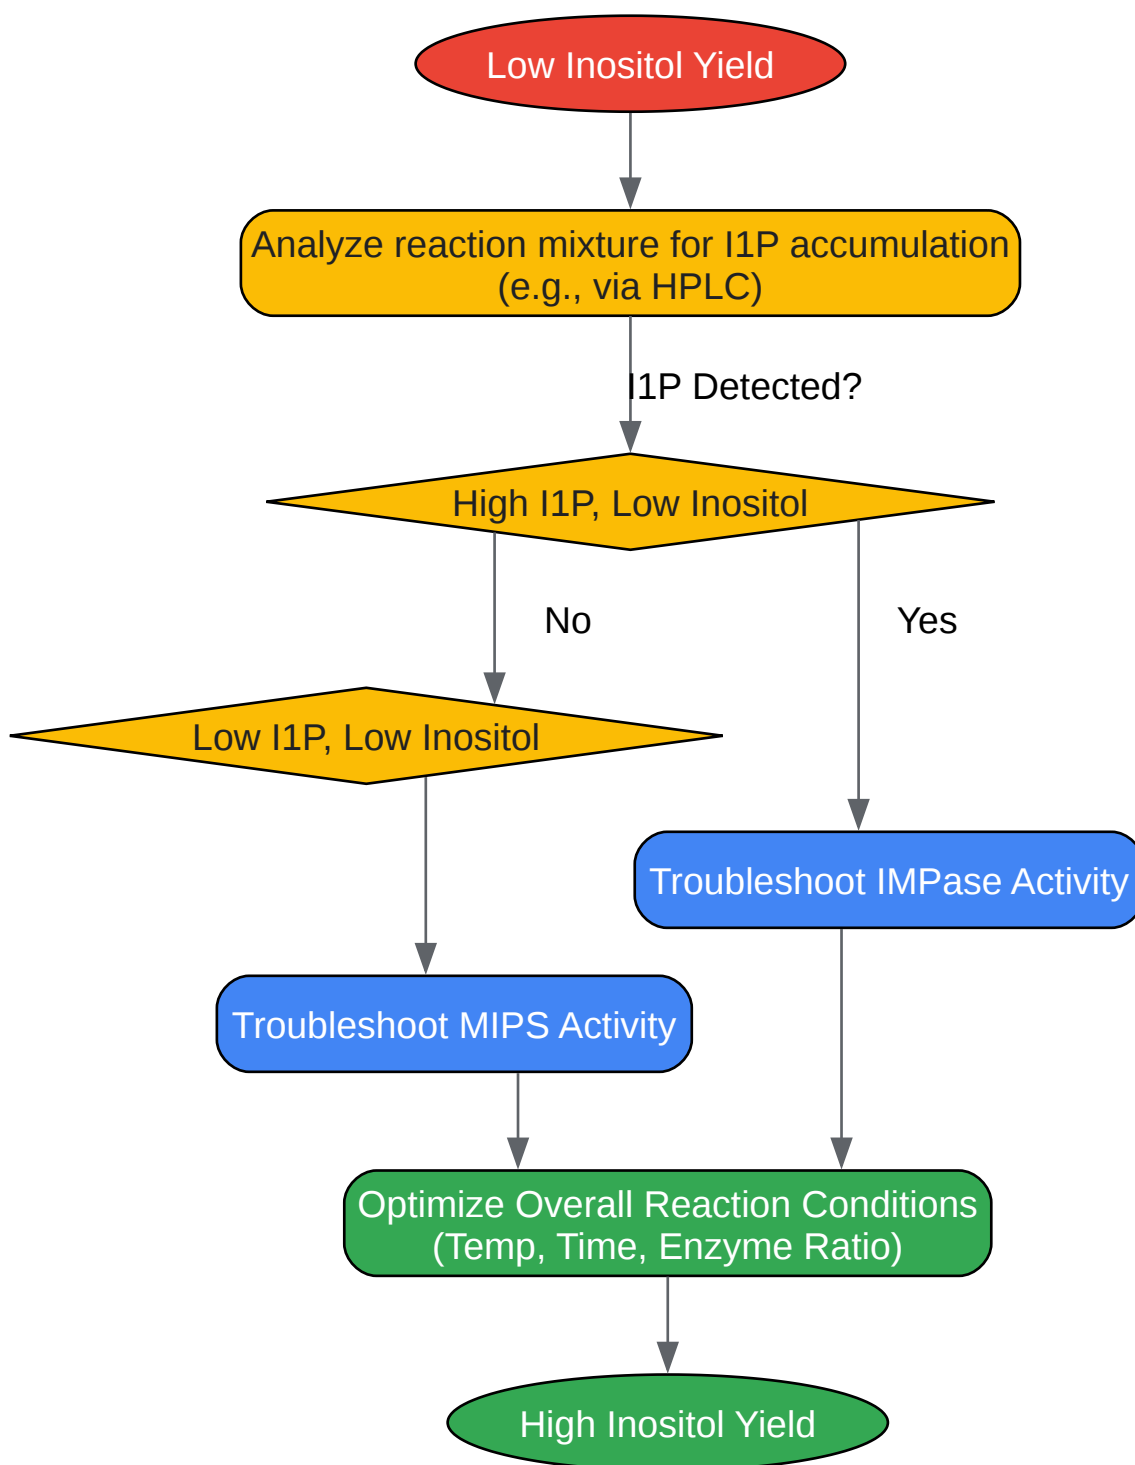 Low Inositol Yield
Analyze reaction mixture for I1P accumulation
(e.g., via HPLC)
I1P Detected?
High I1P, Low Inositol
No
Yes
Low I1P, Low Inositol
Troubleshoot IMPase Activity
Troubleshoot MIPS Activity
Optimize Overall Reaction Conditions
(Temp, Time, Enzyme Ratio)
High Inositol Yield